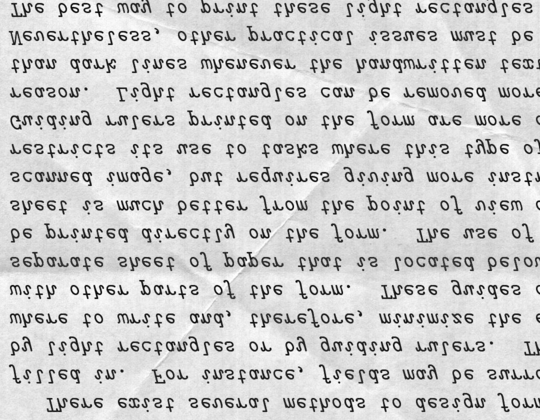 There exist several methods to design form
filled in. For instance, fields may be surro
by light rectangles or by guiding rulers. Th
where to write and, therefore, minimize the e
with other parts of the form. These guides c
separate sheet of paper that is located belo
be printed directly on the form. The use of
sheet is much better from the point of view o
scanned image, but requires giving more instr
restricts its use to tasks where this type of
Guiding rulers printed on the form are more c
reason. Light rectangles can be removed more
than dark lines whenever the handwritten text
Nevertheless, other practical issues must be
The best way to print these light rectangles